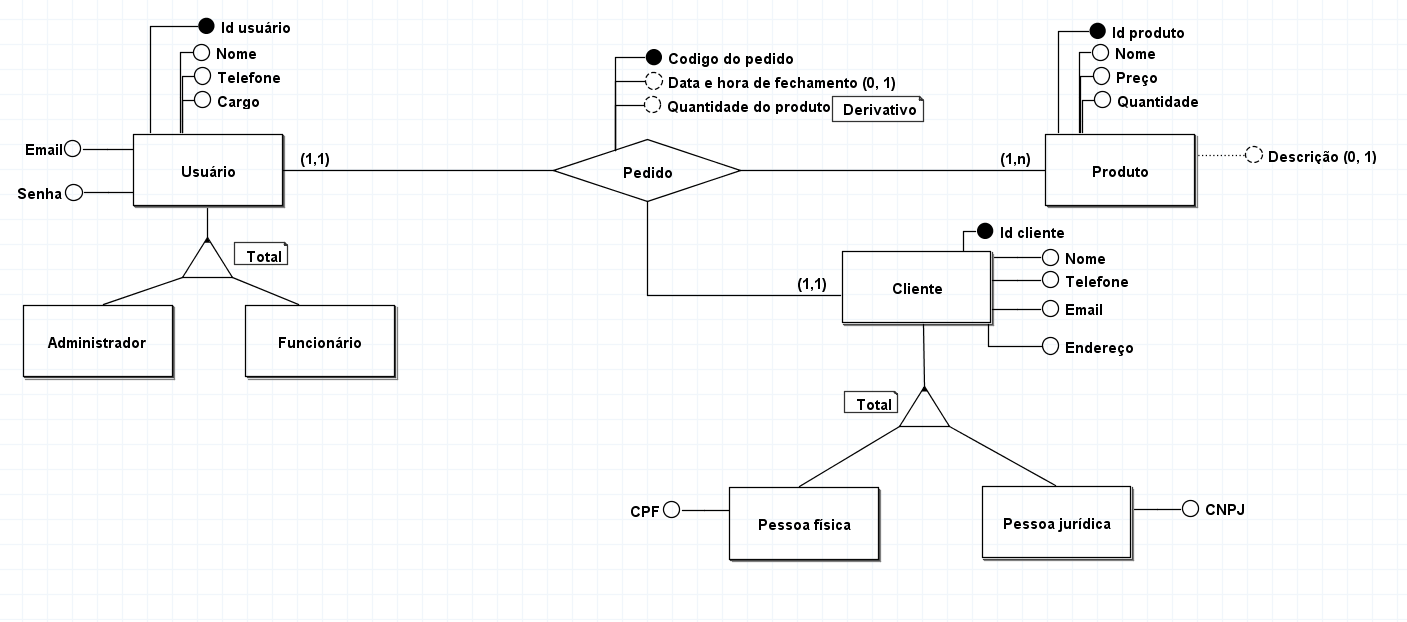 Id usuário
Nome
Telefone
Cargo
Email
Senha
Usuário
(1,1)
Total
Administrador
Funcionário
Codigo do pedido
Data e hora de fechamento (0, 1)
Quantidade do produto
Derivativo
Pedido
(1,n)
Id produto
Nome
Preço
Quantidade
Produto
Descrição (0, 1)
(1,1)
Id cliente
Nome
Telefone
Email
Endereço
Cliente
Total
CPF
Pessoa física
Pessoa jurídica
CNPJ